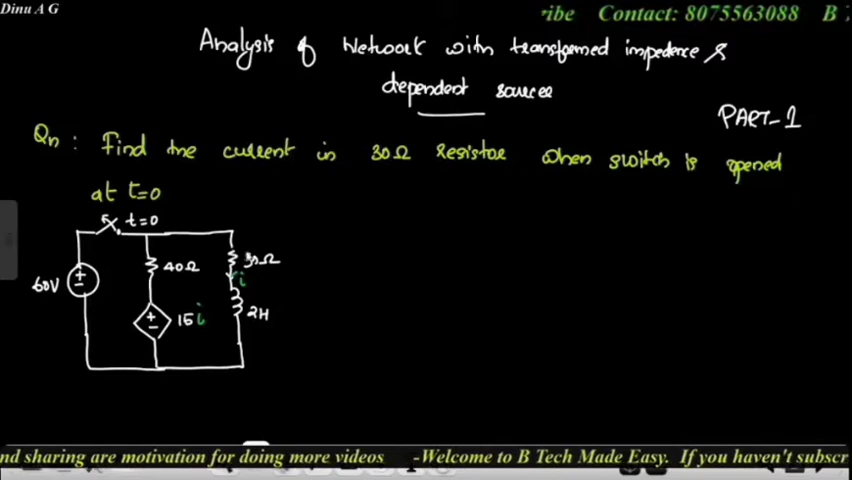 Dinu A G
ribe Contact: 8075563088 B
Analysis of Network with transformed impedence &
dependent sources
PART-1
Qn : Find the current in 30Ω resistor when switch is opened
at t=0
t=0
60V
+
-
40Ω
+
-
15i
30Ω
i
2H
nd sharing are motivation for doing more videos -Welcome to B Tech Made Easy. If you haven't subscr